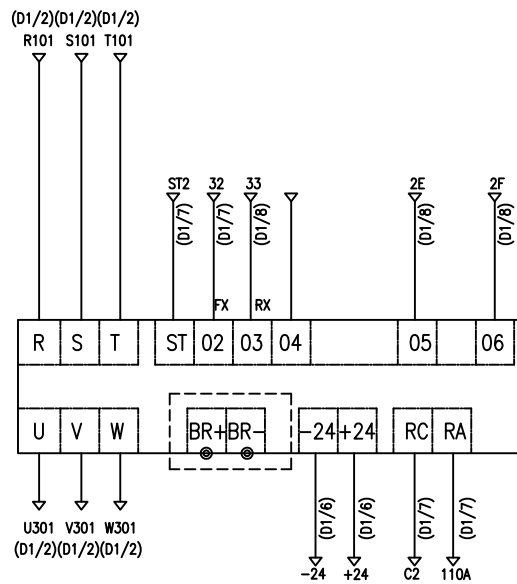 (D1/2)(D1/2)(D1/2)
R101 S101 T101
ST2 32 33 2E 2F
(D1/7) (D1/7) (D1/8) (D1/8) (D1/8)
FX RX
R S T ST 02 03 04 05 06
U V W BR+ BR- -24 +24 RC RA
U301 V301 W301
(D1/2)(D1/2)(D1/2)
(D1/6) (D1/6) (D1/7) (D1/7)
-24 +24 C2 110A